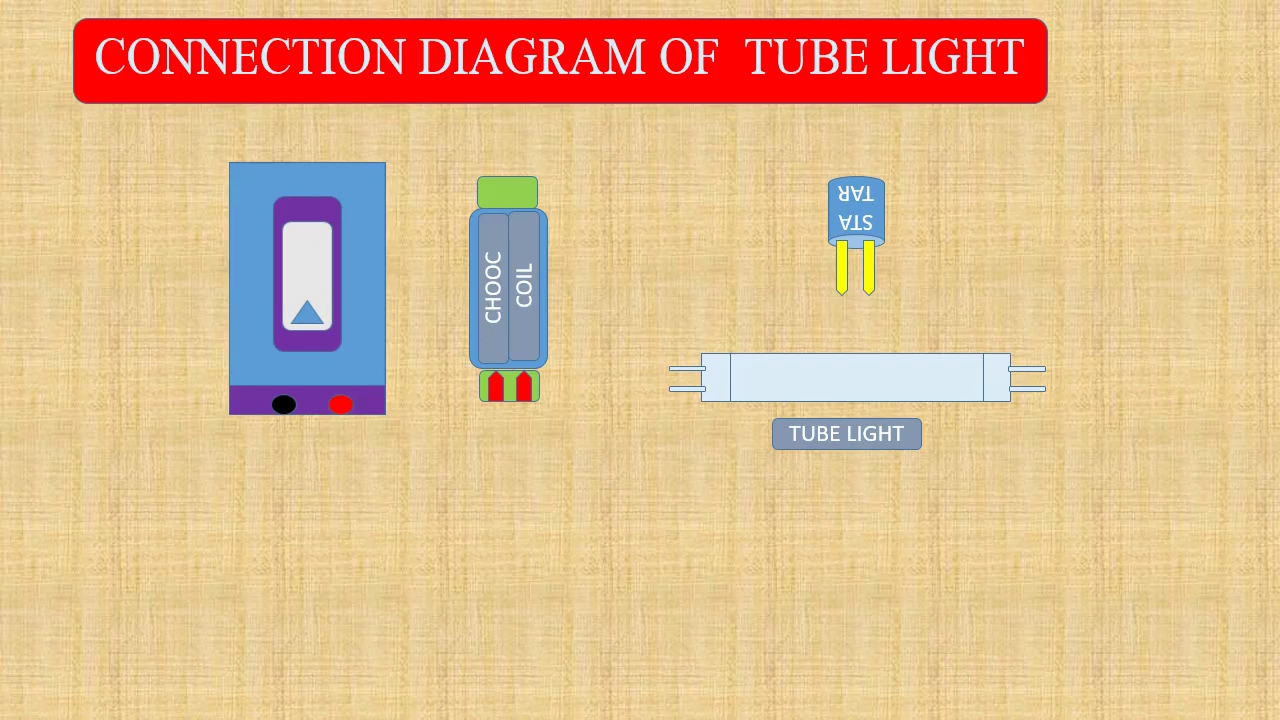 CONNECTION DIAGRAM OF TUBE LIGHT
CHOOC
COIL
STA
TAR
TUBE LIGHT